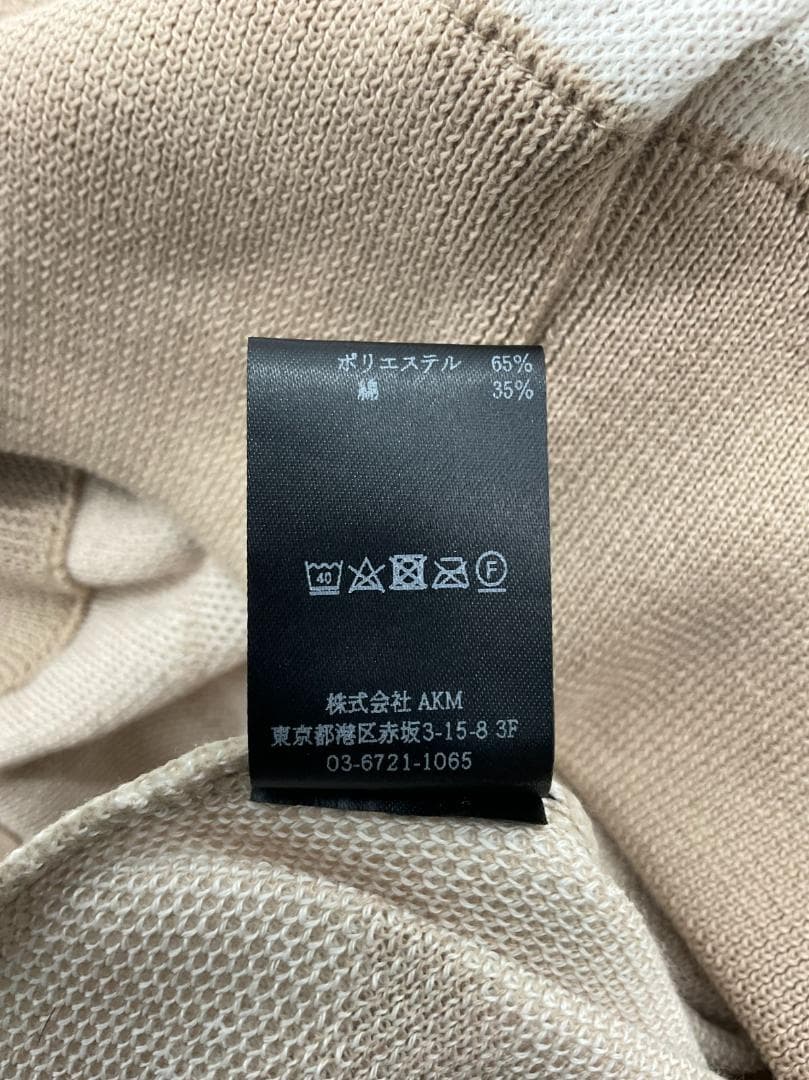 ポリエステル 65%
綿 35%
40 F
株式会社 AKM
東京都港区赤坂3-15-8 3F
03-6721-1065